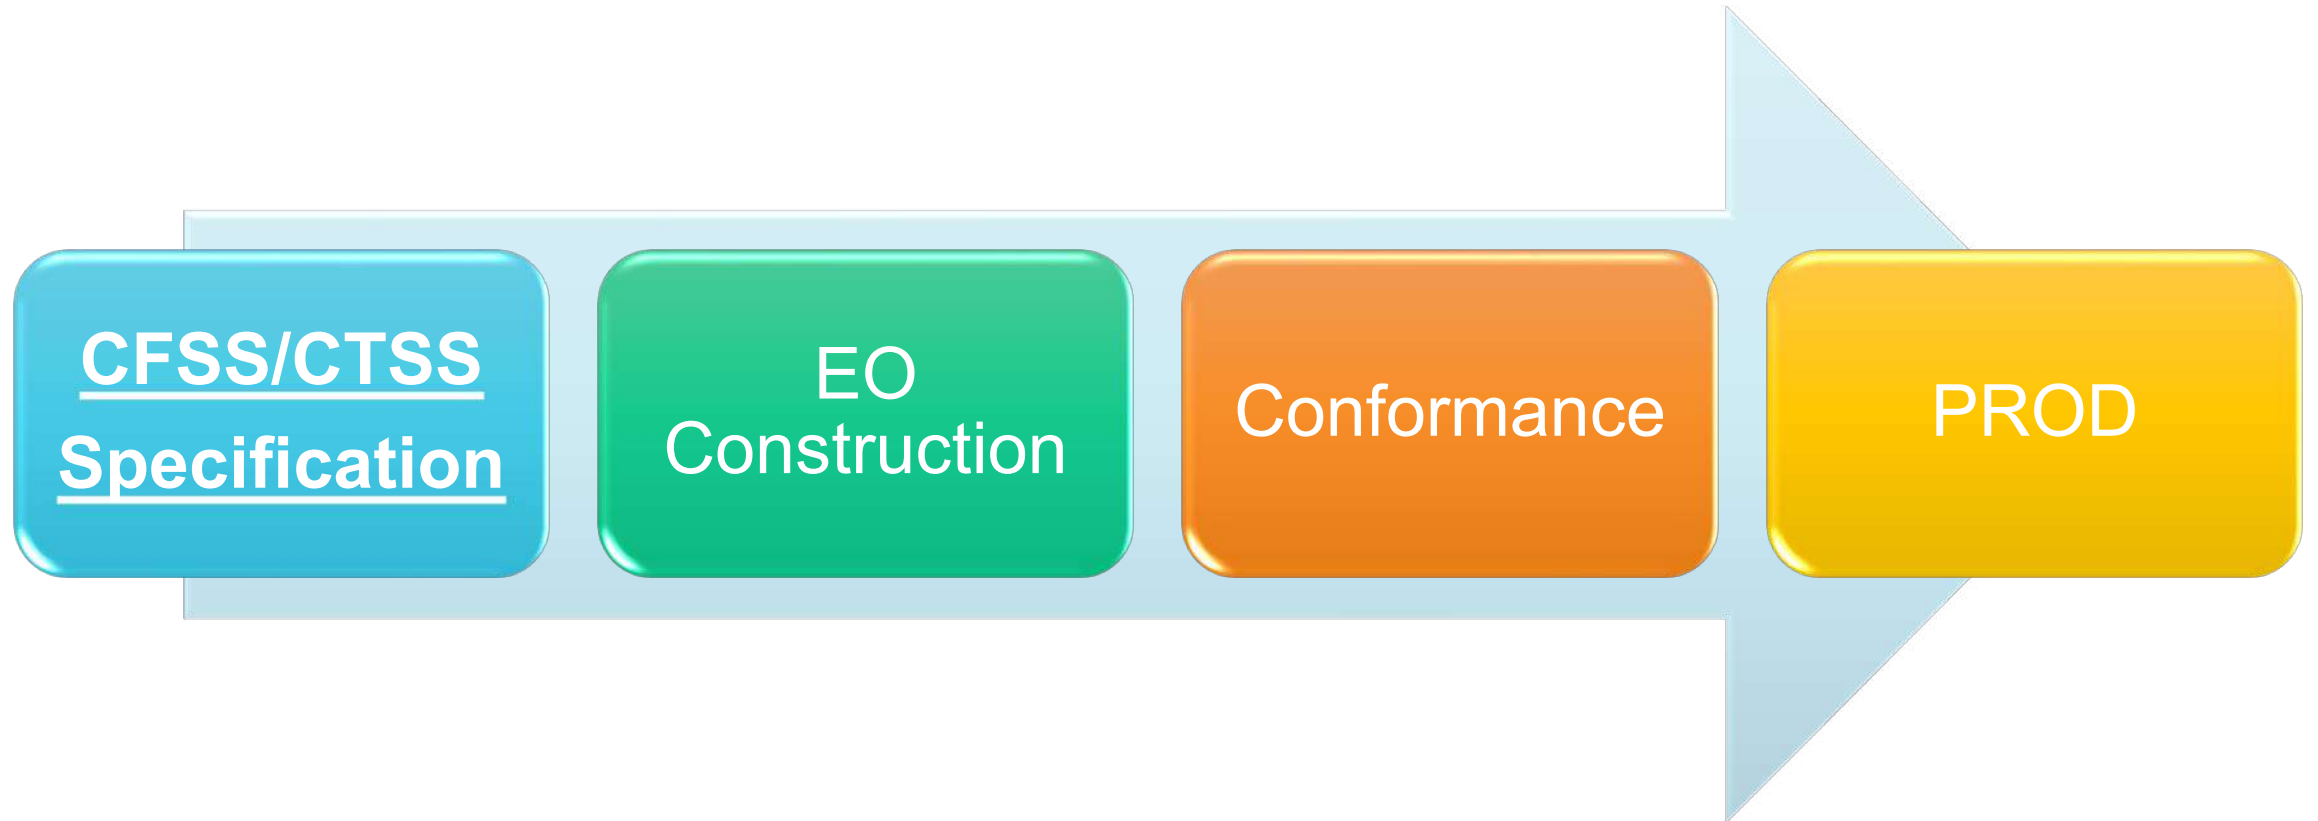 CFSS/CTSS
Specification
EO
Construction
Conformance
PROD